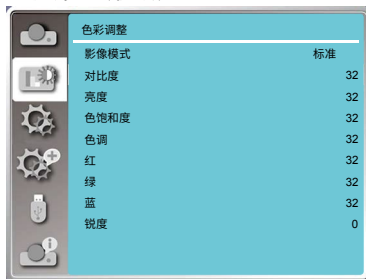 色彩调整
影像模式 标准
对比度 32
亮度 32
色饱和度 32
色调 32
红 32
绿 32
蓝 32
锐度 0